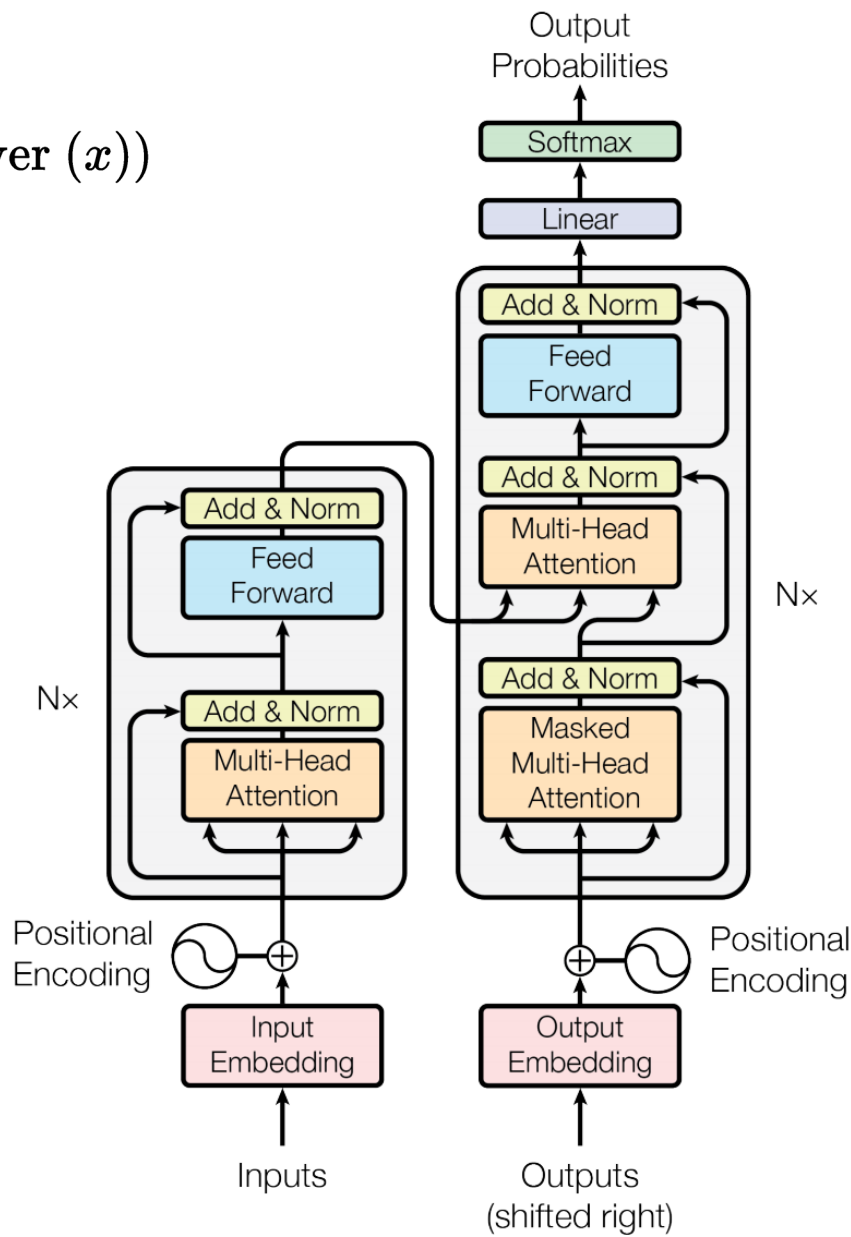 Output
Probabilities
Softmax
(x))
Linear
Add & Norm
Feed
Forward
Add & Norm
Multi-Head
Attention
Add & Norm
Masked
Multi-Head
Attention
N×
Add & Norm
Feed
Forward
Add & Norm
Multi-Head
Attention
N×
Positional
Encoding
Positional
Encoding
Input
Embedding
Output
Embedding
Inputs
Outputs
(shifted right)